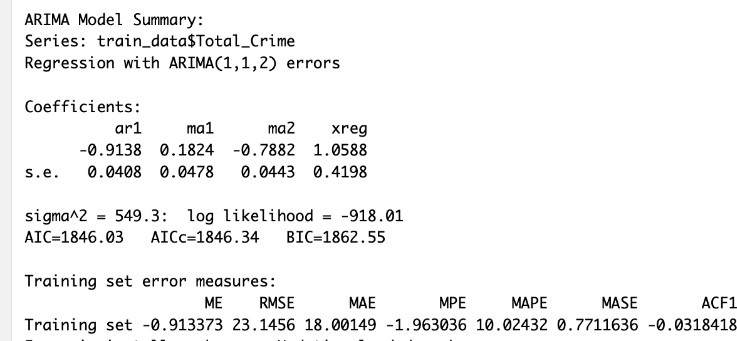 ARIMA Model Summary:
Series: train_data$Total_Crime
Regression with ARIMA(1,1,2) errors
Coefficients:
ar1 ma1 ma2 xreg
-0.9138 0.1824 -0.7882 1.0588
s.e. 0.0408 0.0478 0.0443 0.4198
sigma^2 = 549.3: log likelihood = -918.01
AIC=1846.03 AICc=1846.34 BIC=1862.55
Training set error measures:
ME RMSE MAE MPE MAPE MASE ACF1
Training set -0.913373 23.1456 18.00149 -1.963036 10.02432 0.7711636 -0.0318418